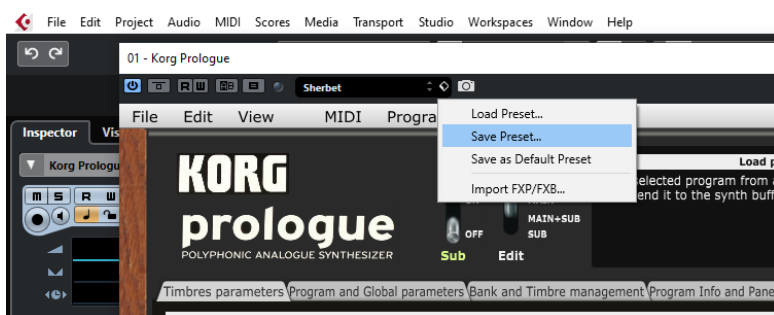 File Edit Project Audio MIDI Scores Media Transport Studio Workspaces Window Help
01 - Korg Prologue
R W
Sherbet
File Edit View MIDI Progra
Load Preset...
Save Preset...
Save as Default Preset
Import FXP/FXB...
Inspector Vis
Korg Prologu
M S R W
Load p
elected program from a
end it to the synth buff
KORG
prologue
POLYPHONIC ANALOGUE SYNTHESIZER
OFF
Sub
MAIN+SUB
SUB
Edit
Timbres parameters Program and Global parameters Bank and Timbre management Program Info and Pane